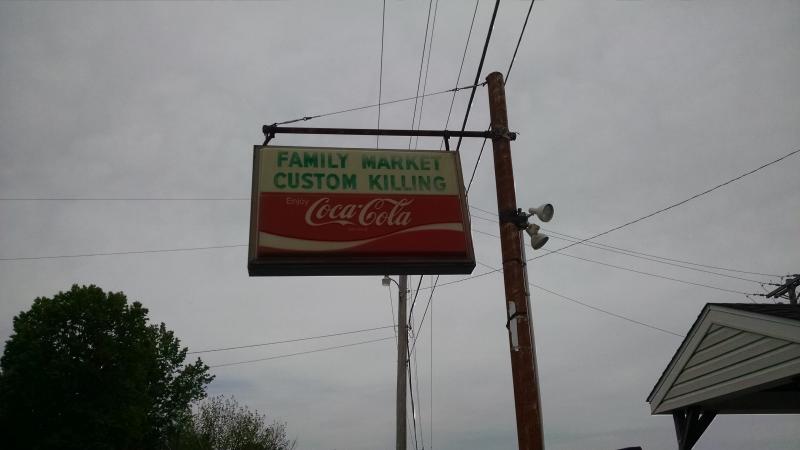 FAMILY MARKET
CUSTOM KILLING
Enjoy
Coca-Cola